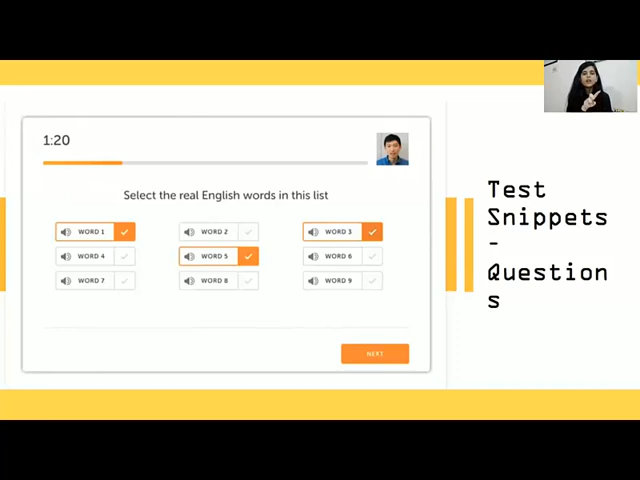 1:20
Select the real English words in this list
WORD 1 WORD 2 WORD 3
WORD 4 WORD 5 WORD 6
WORD 7 WORD 8 WORD 9
NEXT
Test
Snippets
-
Question
s